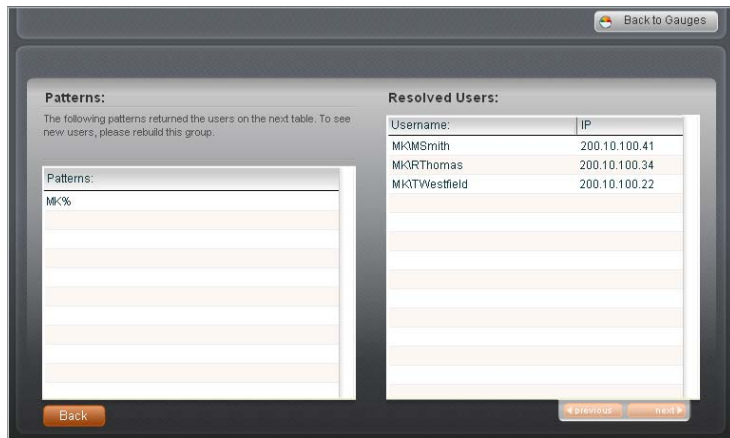 Back to Gauges
Patterns:
The following patterns returned the users on the next table. To see
new users, please rebuild this group.
Patterns:
MK%
Resolved Users:
Username: IP
MK\MSmith 200.10.100.41
MK\RThomas 200.10.100.34
MK\TWestfield 200.10.100.22
Back
previous next